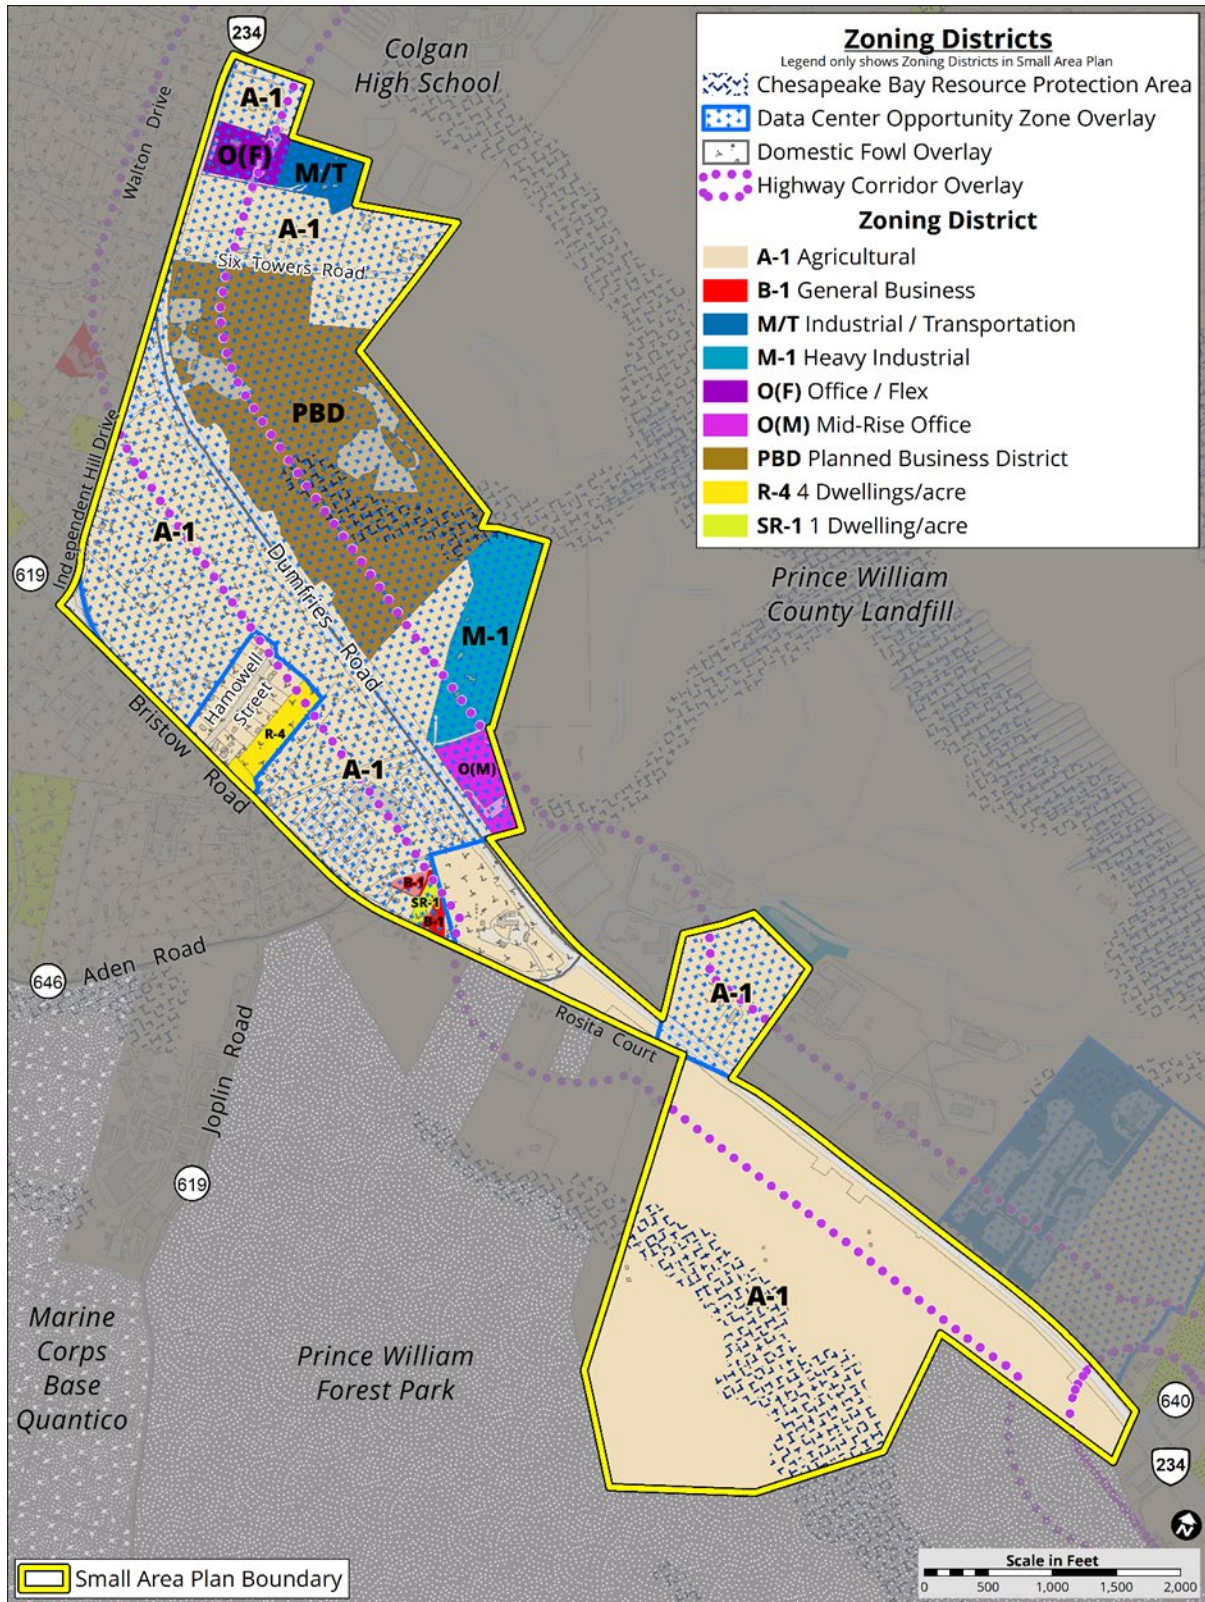 234
Colgan
High School
Walton Drive
A-1
O(F)
M/T
A-1
Six Towers Road
PBD
Independent Hill Drive
A-1
619
Dumfries Road
M-1
Hamowell
Street
R-4
Bristow Road
A-1
O(M)
B-1
SR-1
B-1
Prince William
County Landfill
646
Aden Road
A-1
Rosita Court
Joplin Road
619
A-1
Marine
Corps
Base
Quantico
Prince William
Forest Park
640
234
Zoning Districts
Legend only shows Zoning Districts in Small Area Plan
Chesapeake Bay Resource Protection Area
Data Center Opportunity Zone Overlay
Domestic Fowl Overlay
Highway Corridor Overlay
Zoning District
A-1 Agricultural
B-1 General Business
M/T Industrial / Transportation
M-1 Heavy Industrial
O(F) Office / Flex
O(M) Mid-Rise Office
PBD Planned Business District
R-4 4 Dwellings/acre
SR-1 1 Dwelling/acre
Small Area Plan Boundary
N
Scale in Feet
0 500 1,000 1,500 2,000